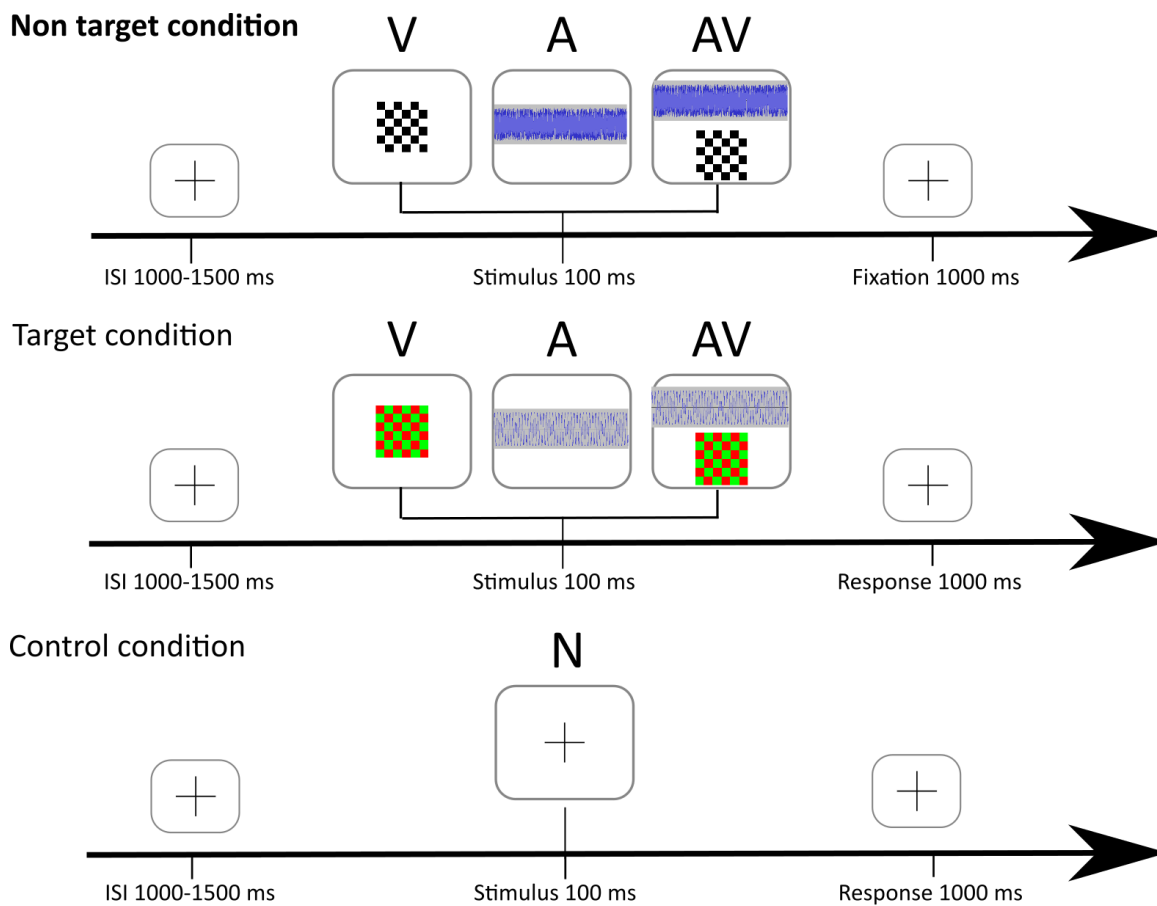 Non target condition
V A AV
ISI 1000-1500 ms Stimulus 100 ms Fixation 1000 ms
Target condition
V A AV
ISI 1000-1500 ms Stimulus 100 ms Response 1000 ms
Control condition
N
ISI 1000-1500 ms Stimulus 100 ms Response 1000 ms